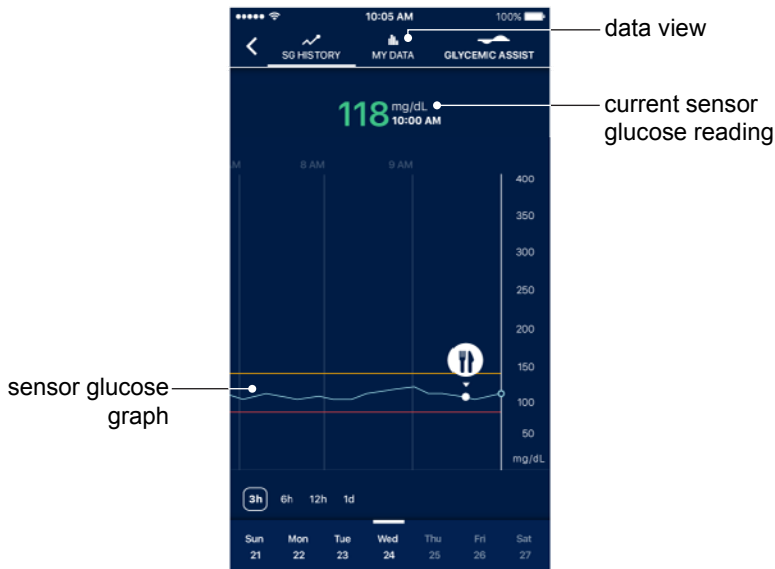 10:05 AM
100%
SG HISTORY
MY DATA
GLYCEMIC ASSIST
data view
118 mg/dL
10:00 AM
current sensor
glucose reading
AM 8 AM 9 AM
400
350
300
250
200
150
100
50
mg/dL
sensor glucose
graph
3h 6h 12h 1d
Sun Mon Tue Wed Thu Fri Sat
21 22 23 24 25 26 27